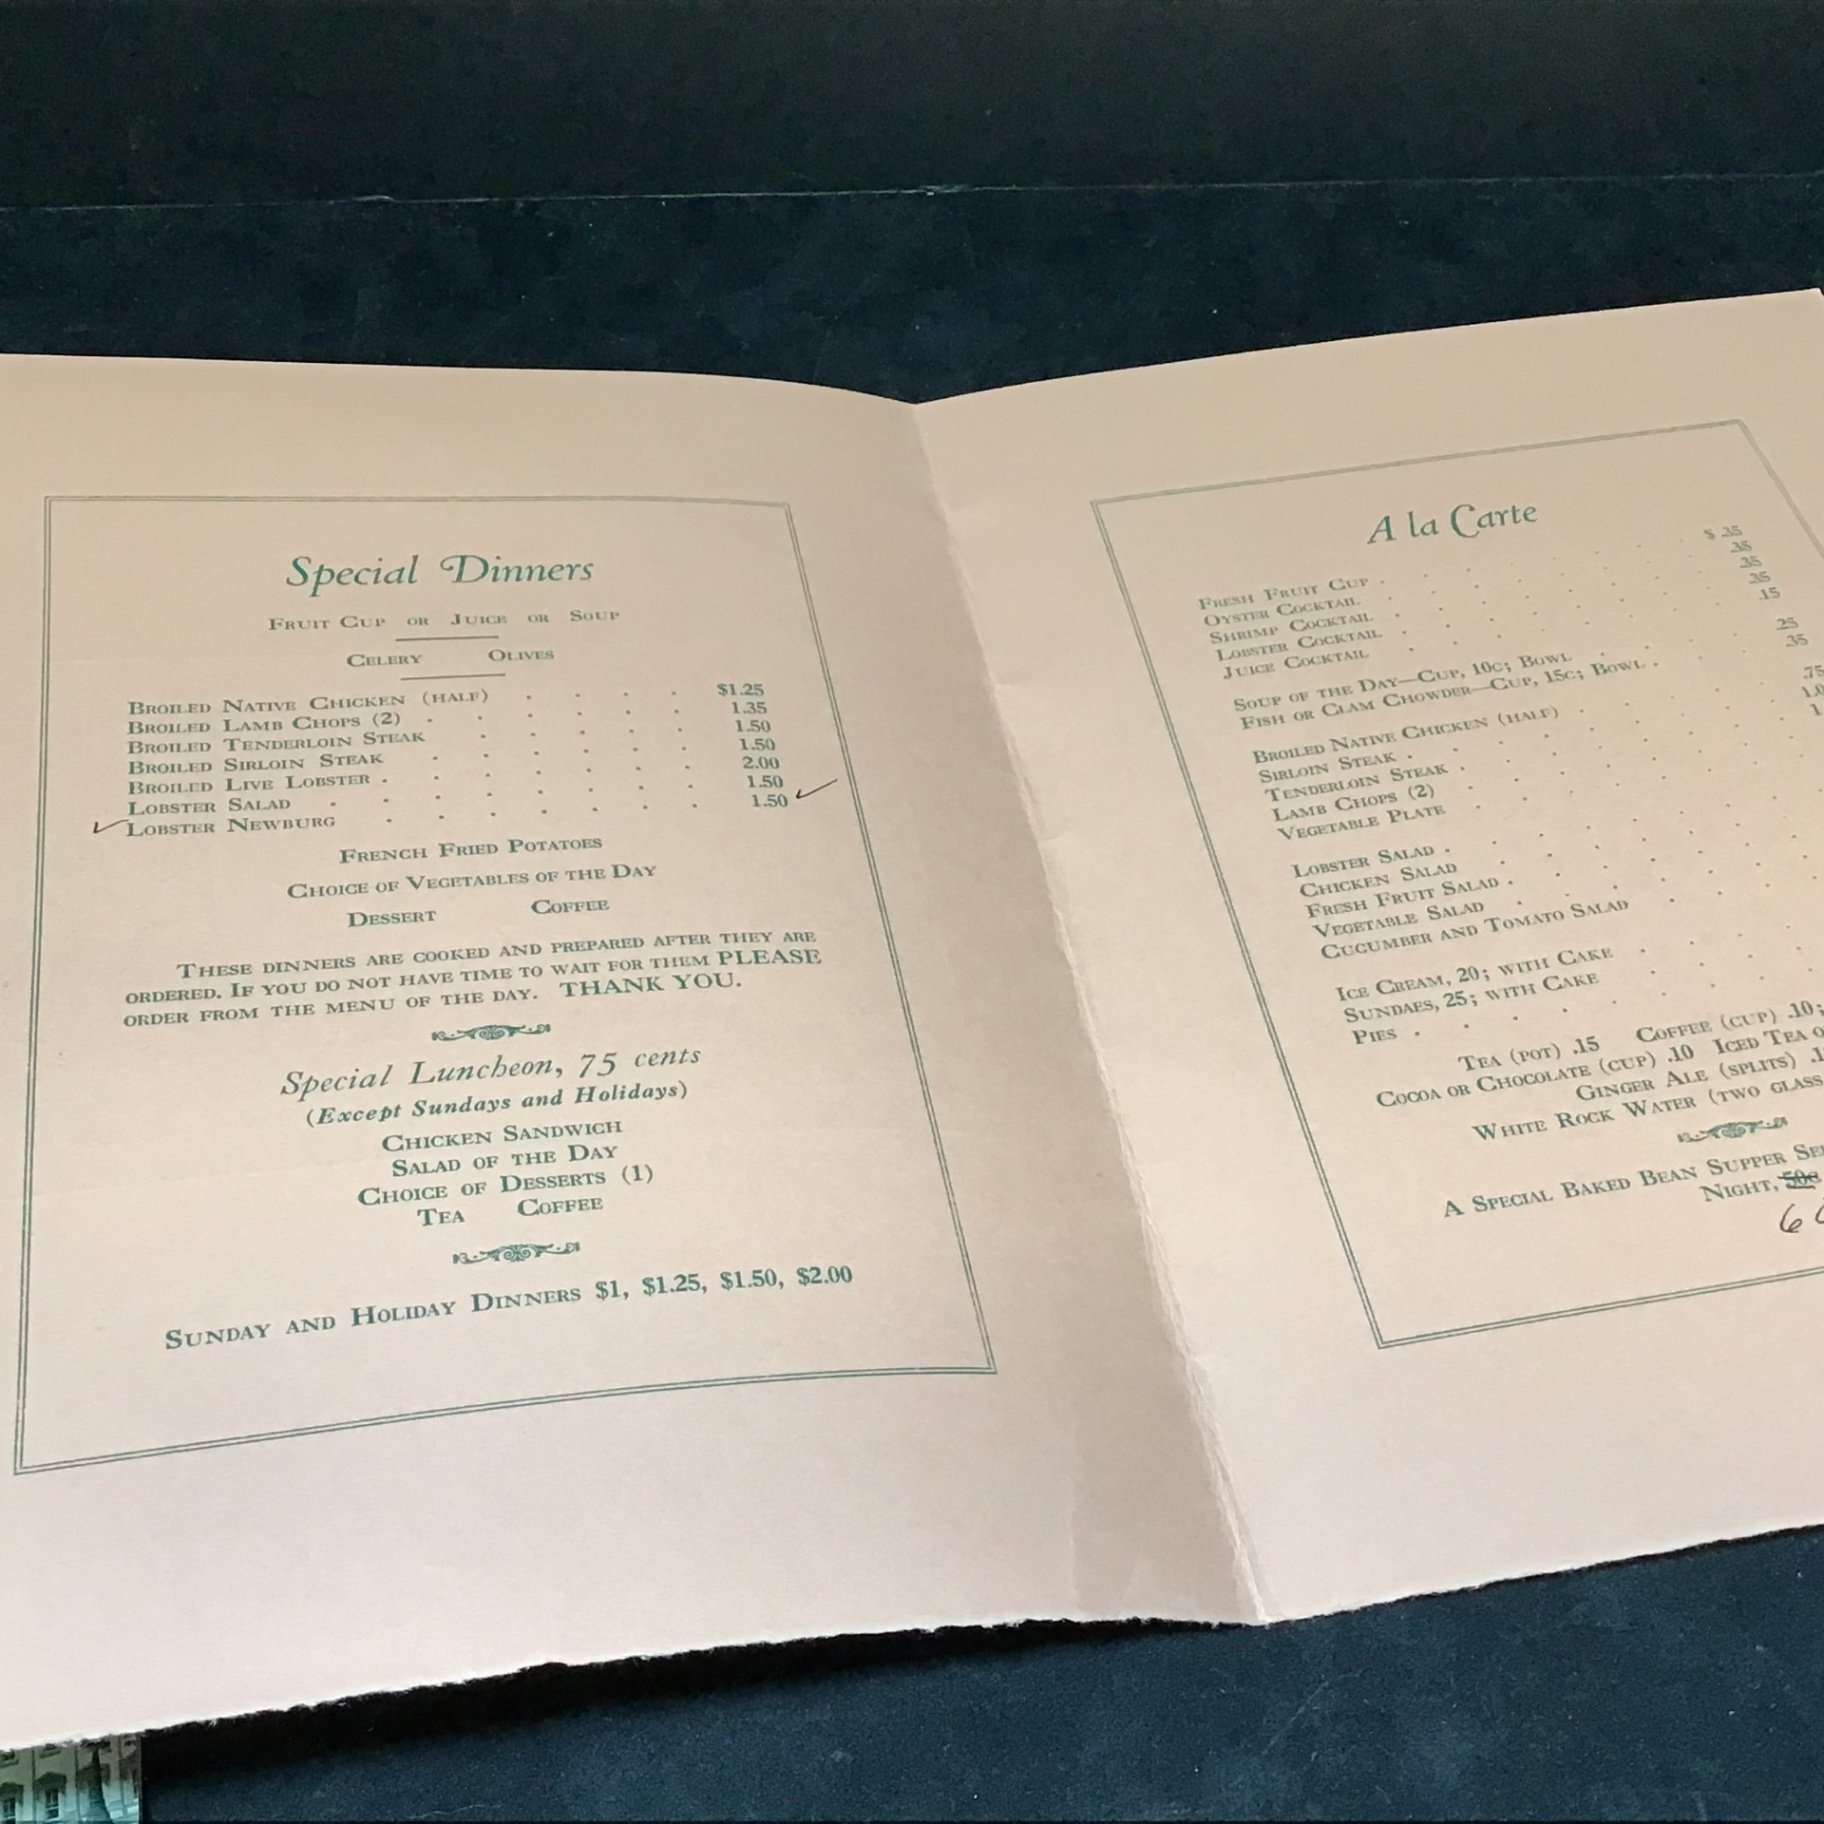 Special Dinners
Fruit Cup or Juice or Soup
Celery Olives
Broiled Native Chicken (half) . . . . $1.25
Broiled Lamb Chops (2) . . . . . 1.35
Broiled Tenderloin Steak . . . . . 1.50
Broiled Sirloin Steak . . . . . 1.50
Broiled Live Lobster . . . . . . . 2.00
Lobster Salad . . . . . . . 1.50
✓ Lobster Newburg . . . . . . . 1.50 ✓
French Fried Potatoes
Choice of Vegetables of the Day
Dessert Coffee
These dinners are cooked and prepared after they are
ordered. If you do not have time to wait for them PLEASE
order from the menu of the day. THANK YOU.
Special Luncheon, 75 cents
(Except Sundays and Holidays)
Chicken Sandwich
Salad of the Day
Choice of Desserts (1)
Tea Coffee
Sunday and Holiday Dinners $1, $1.25, $1.50, $2.00
A la Carte
Fresh Fruit Cup . . . . . . $ .35
Oyster Cocktail . . . . . . .35
Shrimp Cocktail . . . . . . .35
Lobster Cocktail . . . . . . .35
Juice Cocktail . . . . . . .15
Soup of the Day—Cup, 10c; Bowl . . . .25
Fish or Clam Chowder—Cup, 15c; Bowl . . . .35
Broiled Native Chicken (half) . . . . .75
Sirloin Steak . . . . . . .
Tenderloin Steak . . . . . . .
Lamb Chops (2) . . . . . .
Vegetable Plate . . . . . .
Lobster Salad . . . . . . .
Chicken Salad . . . . . .
Fresh Fruit Salad . . . . . .
Vegetable Salad . . . . . .
Cucumber and Tomato Salad . . . .
Ice Cream, 20; with Cake . . . .
Sundaes, 25; with Cake . . . .
Pies . . . . . .
Tea (pot) .15 Coffee (cup) .10;
Cocoa or Chocolate (cup) .10 Iced Tea
Ginger Ale (splits)
White Rock Water (two
A Special Baked Bean Supper
Night, 50c